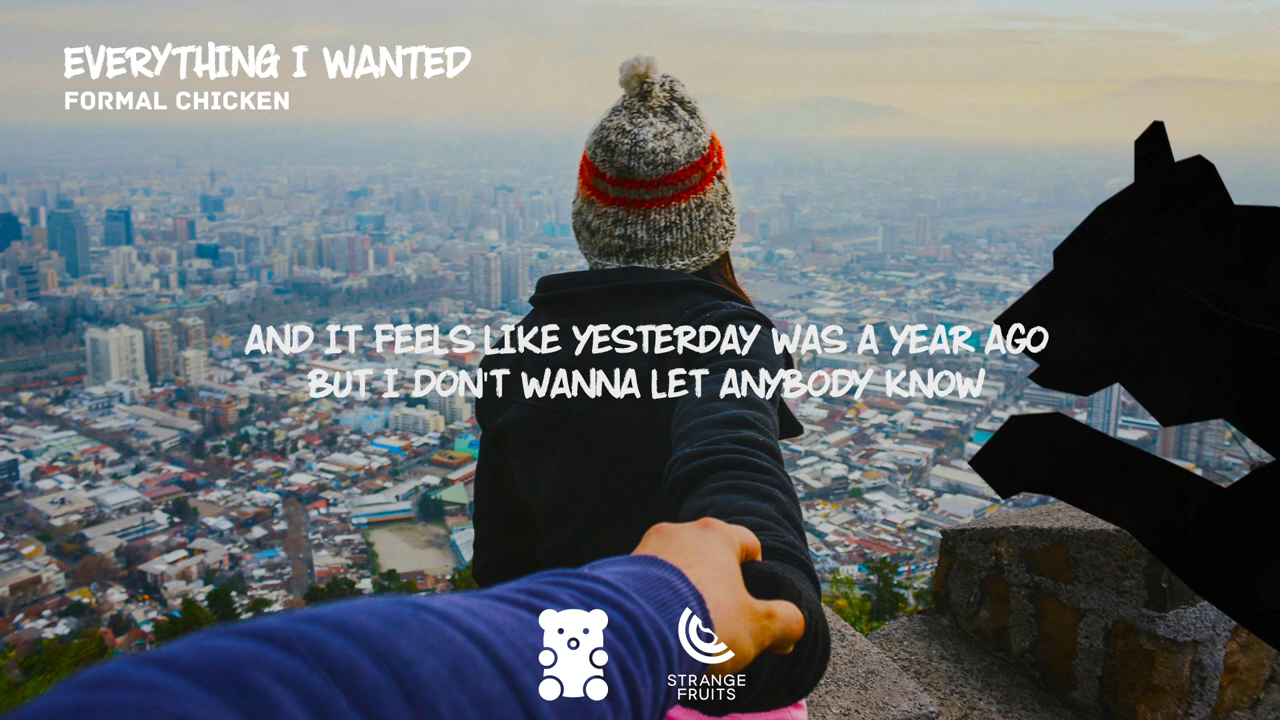 EVERYTHING I WANTED
FORMAL CHICKEN
AND IT FEELS LIKE YESTERDAY WAS A YEAR AGO
BUT I DON'T WANNA LET ANYBODY KNOW
STRANGE
FRUITS